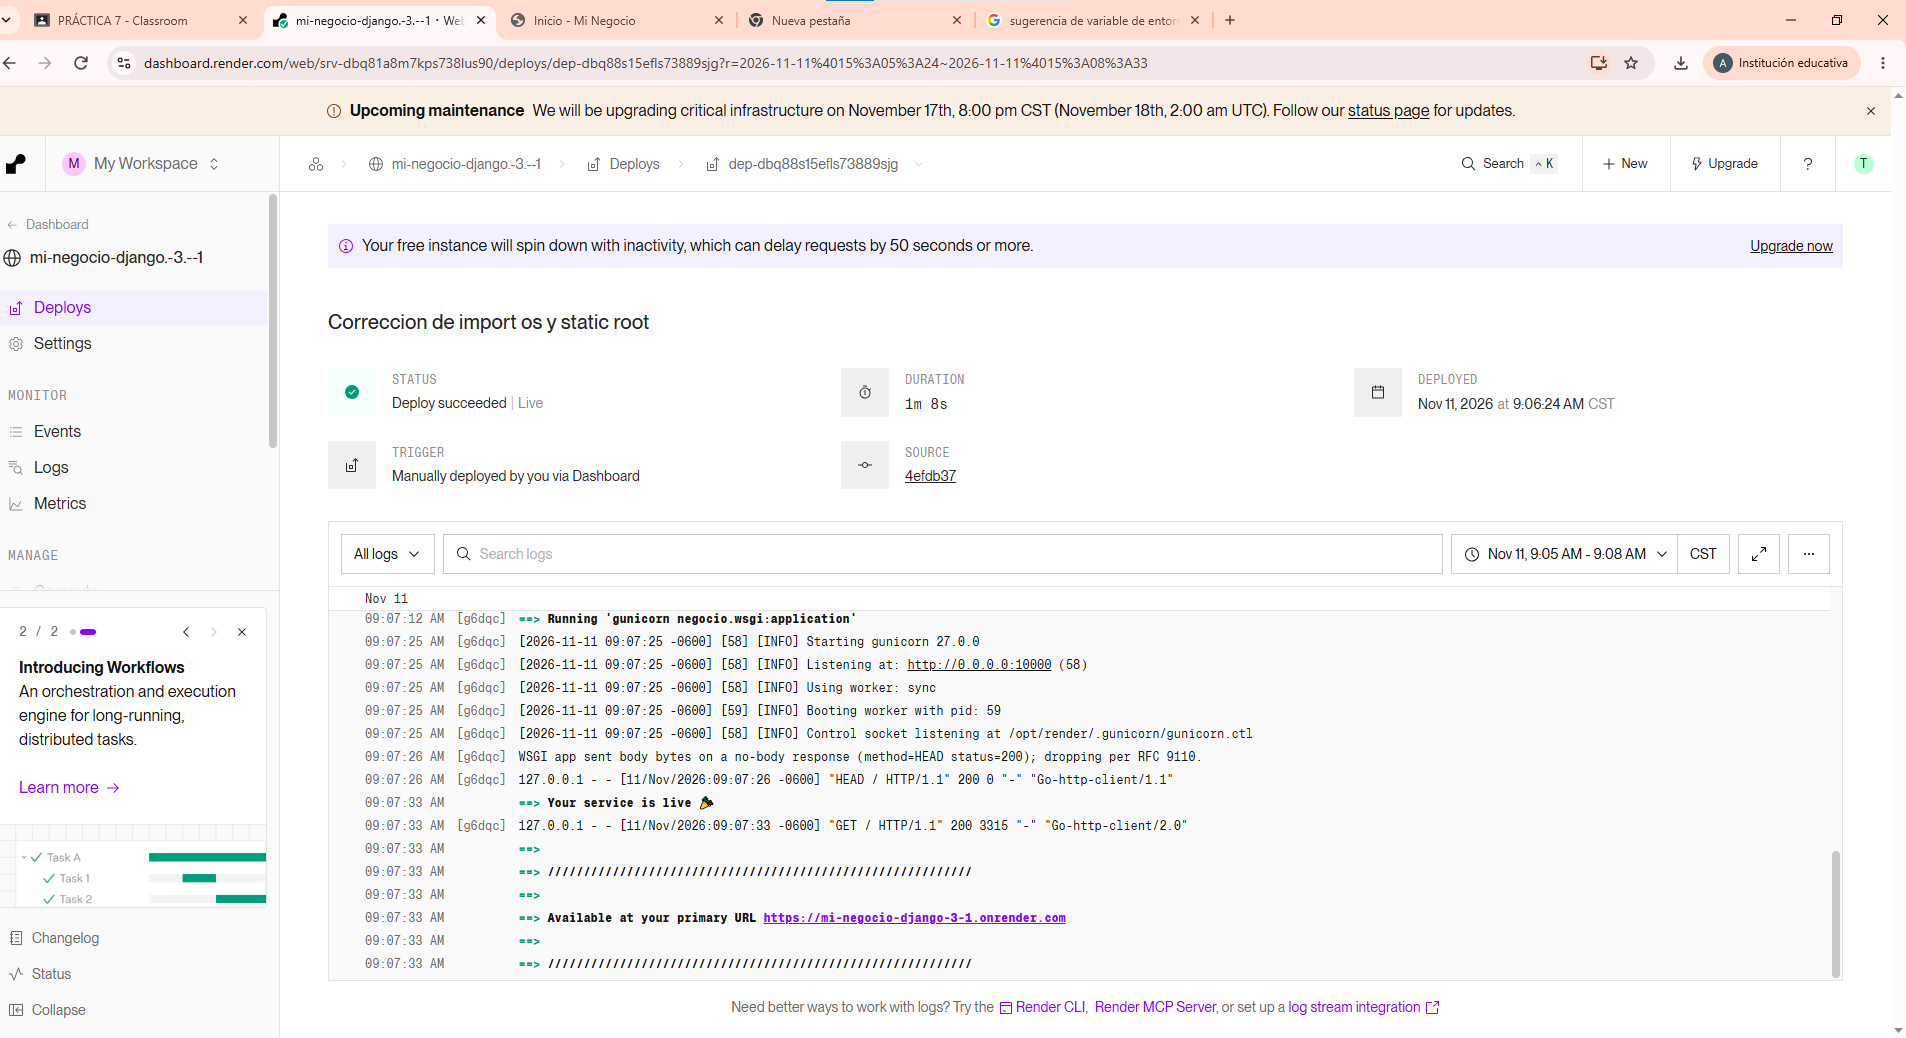 PRÁCTICA 7 - Classroom
mi-negocio-django.-3.--1 • Web
Inicio - Mi Negocio
Nueva pestaña
sugerencia de variable de entor
dashboard.render.com/web/srv-dbq81a8m7kps738lus90/deploys/dep-dbq88s15efls73889sjg?r=2026-11-11%4015%3A05%3A24~2026-11-11%4015%3A08%3A33
A Institución educativa
Upcoming maintenance We will be upgrading critical infrastructure on November 17th, 8:00 pm CST (November 18th, 2:00 am UTC). Follow our status page for updates.
M My Workspace
mi-negocio-django.-3.--1
Deploys
dep-dbq88s15efls73889sjg
Search ^ K
+ New
Upgrade
?
T
Dashboard
mi-negocio-django.-3.--1
Deploys
Settings
MONITOR
Events
Logs
Metrics
MANAGE
2 / 2
Introducing Workflows
An orchestration and execution
engine for long-running,
distributed tasks.
Learn more →
Task A
Task 1
Task 2
Changelog
Status
Collapse
Your free instance will spin down with inactivity, which can delay requests by 50 seconds or more.
Upgrade now
Correccion de import os y static root
STATUS
Deploy succeeded | Live
DURATION
1m 8s
DEPLOYED
Nov 11, 2026 at 9:06:24 AM CST
TRIGGER
Manually deployed by you via Dashboard
SOURCE
4efdb37
All logs
Search logs
Nov 11, 9:05 AM - 9:08 AM
CST
Nov 11
09:07:12 AM [g6dqc] ==> Running 'gunicorn negocio.wsgi:application'
09:07:25 AM [g6dqc] [2026-11-11 09:07:25 -0600] [58] [INFO] Starting gunicorn 27.0.0
09:07:25 AM [g6dqc] [2026-11-11 09:07:25 -0600] [58] [INFO] Listening at: http://0.0.0.0:10000 (58)
09:07:25 AM [g6dqc] [2026-11-11 09:07:25 -0600] [58] [INFO] Using worker: sync
09:07:25 AM [g6dqc] [2026-11-11 09:07:25 -0600] [59] [INFO] Booting worker with pid: 59
09:07:25 AM [g6dqc] [2026-11-11 09:07:25 -0600] [58] [INFO] Control socket listening at /opt/render/.gunicorn/gunicorn.ctl
09:07:26 AM [g6dqc] WSGI app sent body bytes on a no-body response (method=HEAD status=200); dropping per RFC 9110.
09:07:26 AM [g6dqc] 127.0.0.1 - - [11/Nov/2026:09:07:26 -0600] "HEAD / HTTP/1.1" 200 0 "-" "Go-http-client/1.1"
09:07:33 AM ==> Your service is live 🎉
09:07:33 AM [g6dqc] 127.0.0.1 - - [11/Nov/2026:09:07:33 -0600] "GET / HTTP/1.1" 200 3315 "-" "Go-http-client/2.0"
09:07:33 AM ==>
09:07:33 AM ==> ///////////////////////////////////////////////////////////
09:07:33 AM ==>
09:07:33 AM ==> Available at your primary URL https://mi-negocio-django-3-1.onrender.com
09:07:33 AM ==>
09:07:33 AM ==> ///////////////////////////////////////////////////////////
Need better ways to work with logs? Try the Render CLI, Render MCP Server, or set up a log stream integration